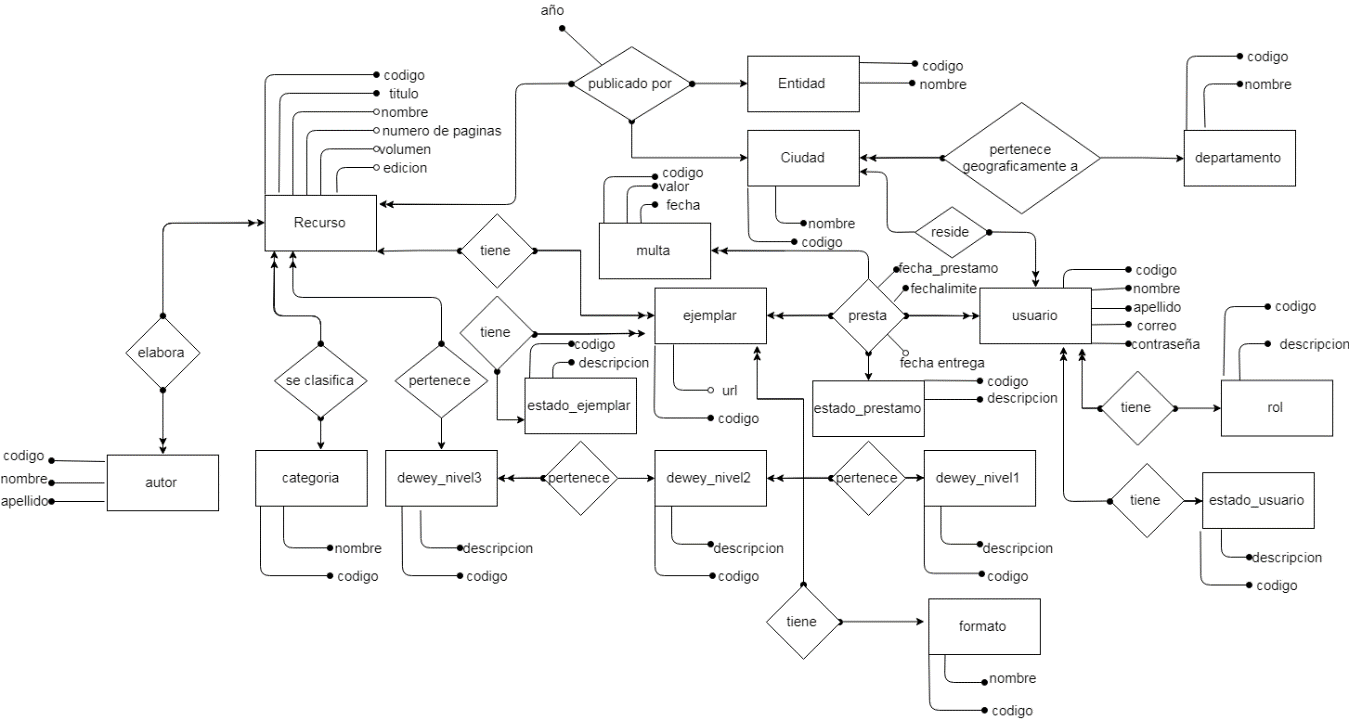 año
codigo
titulo
nombre
numero de paginas
volumen
edicion
Recurso
publicado por
Entidad
codigo
nombre
Ciudad
nombre
codigo
pertenece
geograficamente a
departamento
codigo
nombre
codigo
valor
fecha
multa
tiene
reside
fecha_prestamo
fechalimite
presta
fecha entrega
ejemplar
url
codigo
usuario
codigo
nombre
apellido
correo
contraseña
tiene
codigo
descripcion
estado_ejemplar
estado_prestamo
codigo
descripcion
tiene
rol
codigo
descripcion
elabora
se clasifica
pertenece
codigo
nombre
apellido
autor
categoria
nombre
codigo
dewey_nivel3
descripcion
codigo
pertenece
dewey_nivel2
descripcion
codigo
pertenece
dewey_nivel1
descripcion
codigo
tiene
estado_usuario
descripcion
codigo
tiene
formato
nombre
codigo